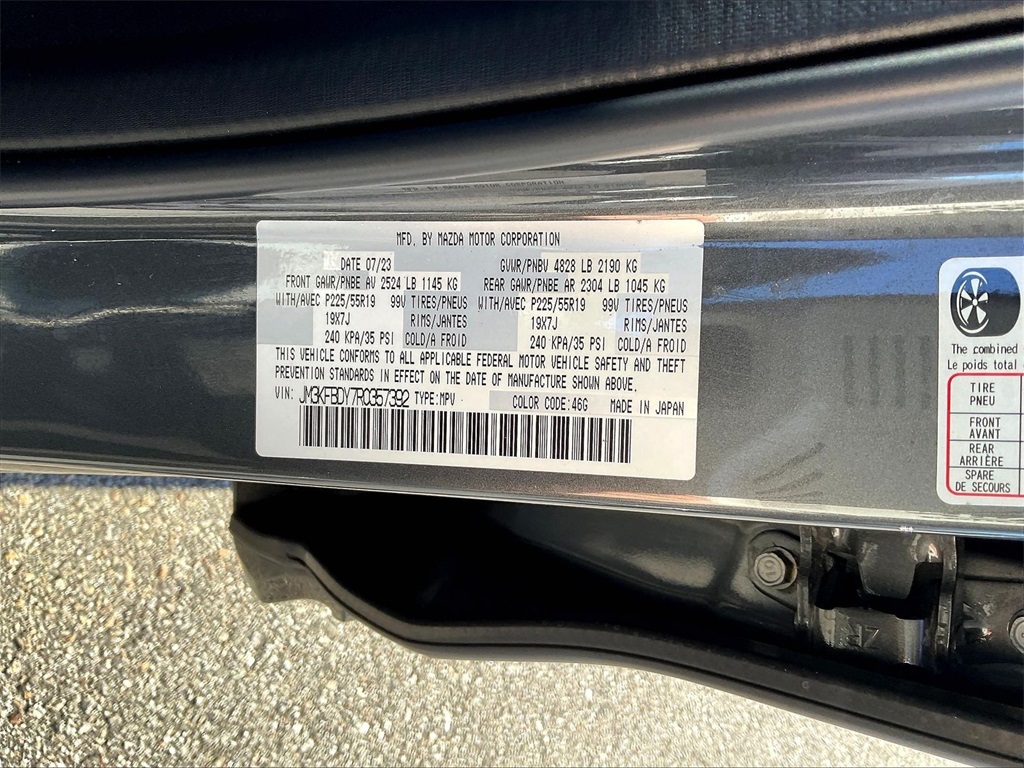 MFD. BY MAZDA MOTOR CORPORATION
DATE 07/23 GVWR/PNBV 4828 LB 2190 KG
FRONT GAWR/PNBE AV 2524 LB 1145 KG REAR GAWR/PNBE AR 2304 LB 1045 KG
WITH/AVEC P225/55R19 99V TIRES/PNEUS WITH/AVEC P225/55R19 99V TIRES/PNEUS
19X7J RIMS/JANTES 19X7J RIMS/JANTES
240 KPA/35 PSI COLD/A FROID 240 KPA/35 PSI COLD/A FROID
THIS VEHICLE CONFORMS TO ALL APPLICABLE FEDERAL MOTOR VEHICLE SAFETY AND THEFT
PREVENTION STANDARDS IN EFFECT ON THE DATE OF MANUFACTURE SHOWN ABOVE.
VIN: JM3KFBDY7R0357392 TYPE:MPV COLOR CODE:46G MADE IN JAPAN
The combined
Le poids total
TIRE
PNEU
FRONT
AVANT
REAR
ARRIÈRE
SPARE
DE SECOURS